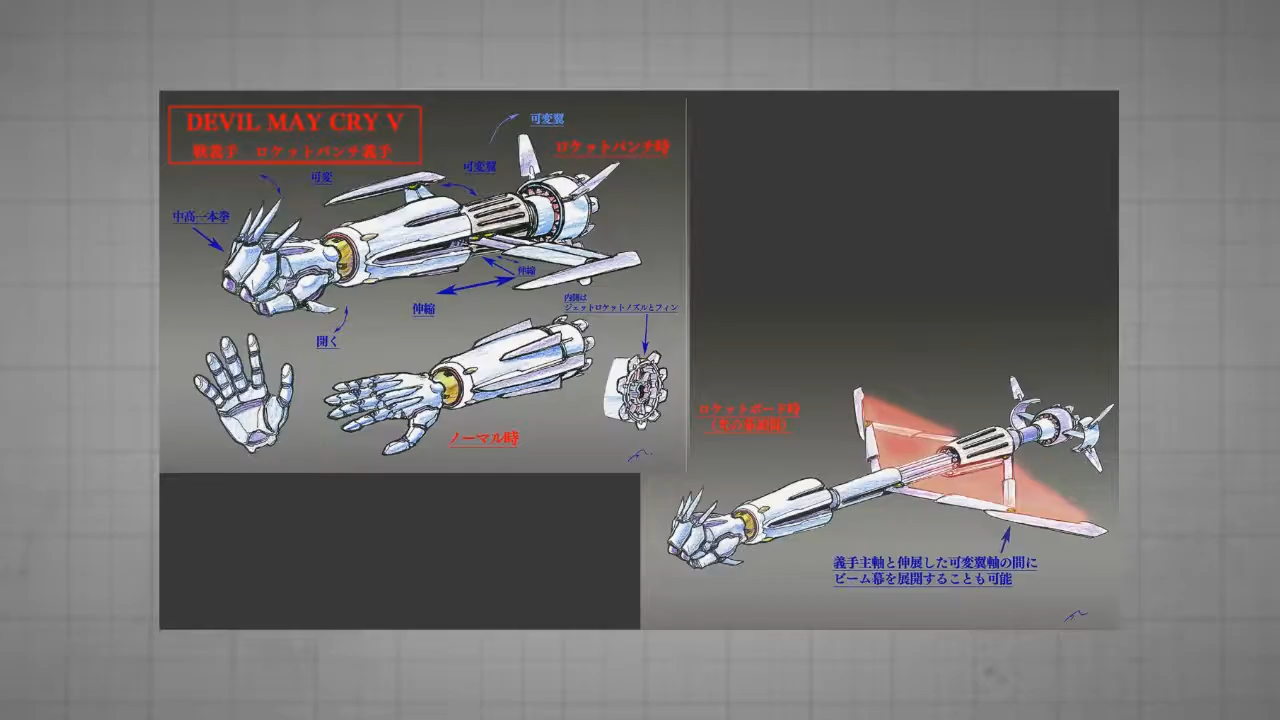 DEVIL MAY CRY V
義手 ロケットパンチ義手
可変翼
ロケットパンチ時
可変翼
可変
中高一本拳
伸縮
伸縮
内側は
ジェットロケットノズルとフィン
開く
ノーマル時
ロケットボード時
義手主軸と伸展した可変翼軸の間に
ビーム幕を展開することも可能